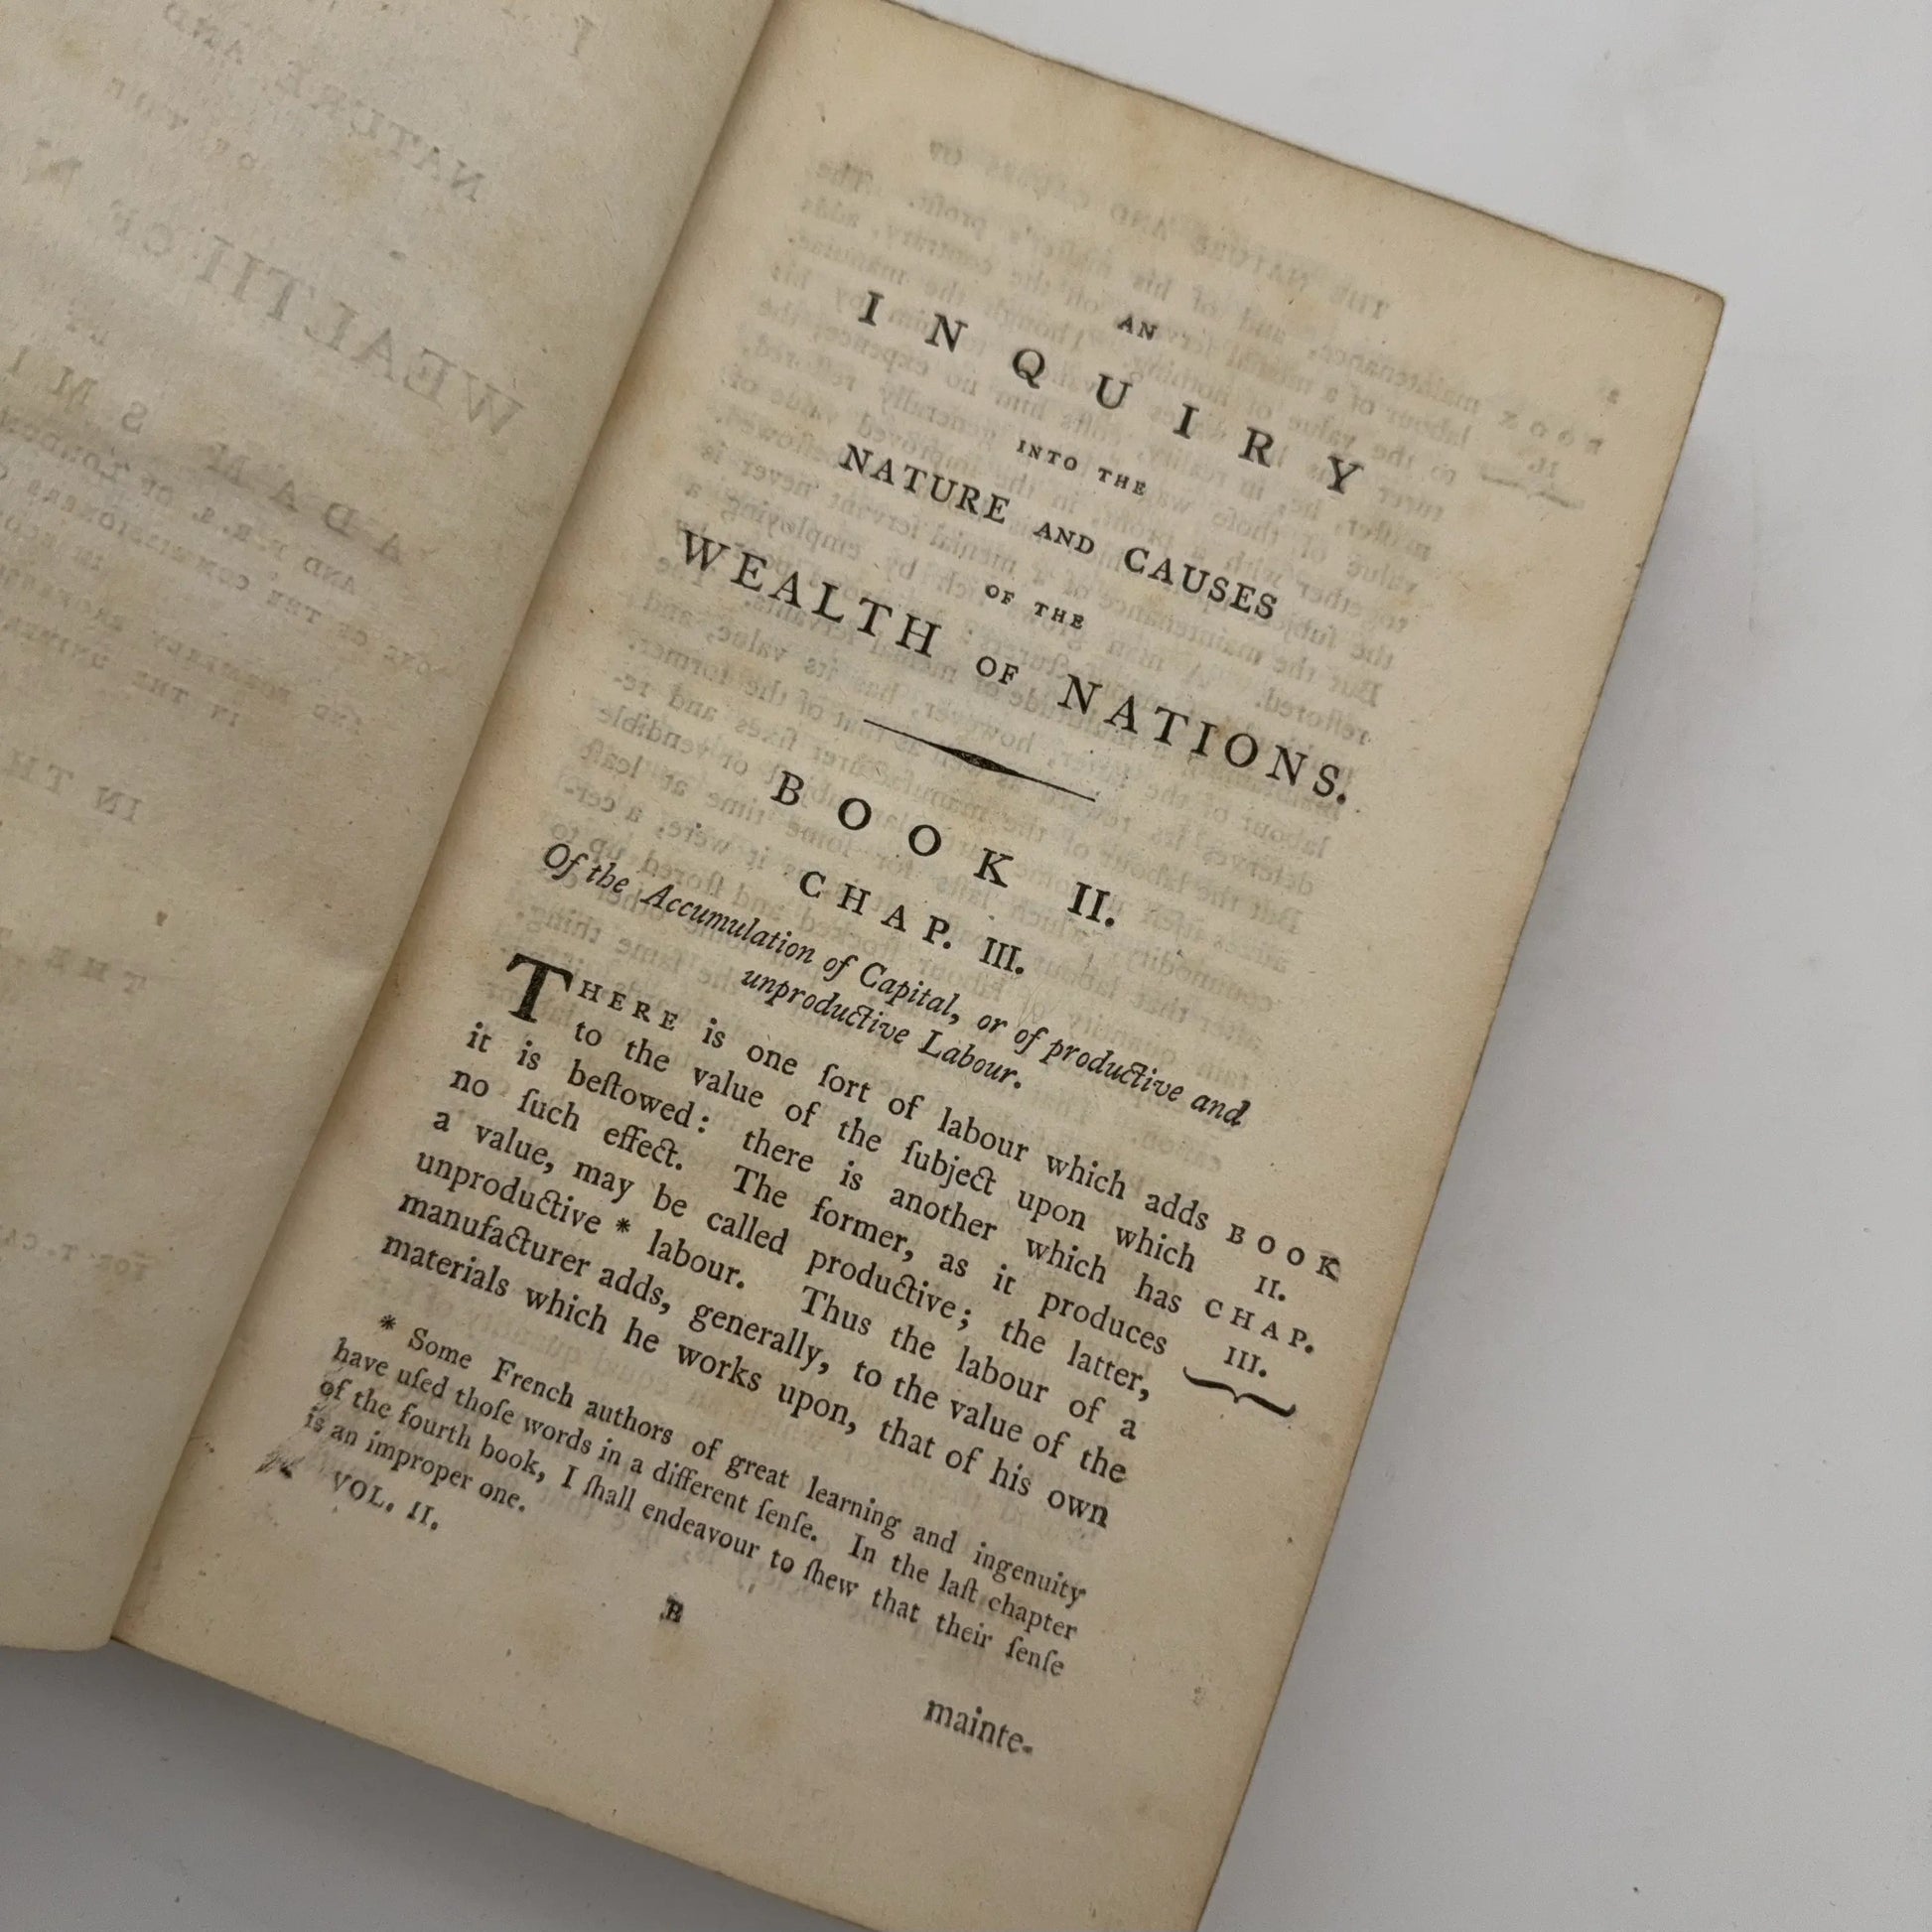 AN
INQUIRY
INTO THE
NATURE AND CAUSES
OF THE
WEALTH OF NATIONS.
BOOK II.
CHAP. III.
Of the Accumulation of Capital, or of productive and
unproductive Labour.
THERE is one ſort of labour which adds
to the value of the ſubject upon which
it is beſtowed: there is another which has
no ſuch effect. The former, as it produces
a value, may be called productive; the latter,
unproductive * labour. Thus the labour of a
manufacturer adds, generally, to the value of the
materials which he works upon, that of his own
BOOK
II.
CHAP.
III.
* Some French authors of great learning and ingenuity
have uſed thoſe words in a different ſenſe. In the laſt chapter
of the fourth book, I ſhall endeavour to ſhew that their ſenſe
is an improper one.
VOL. II.
B
mainte-